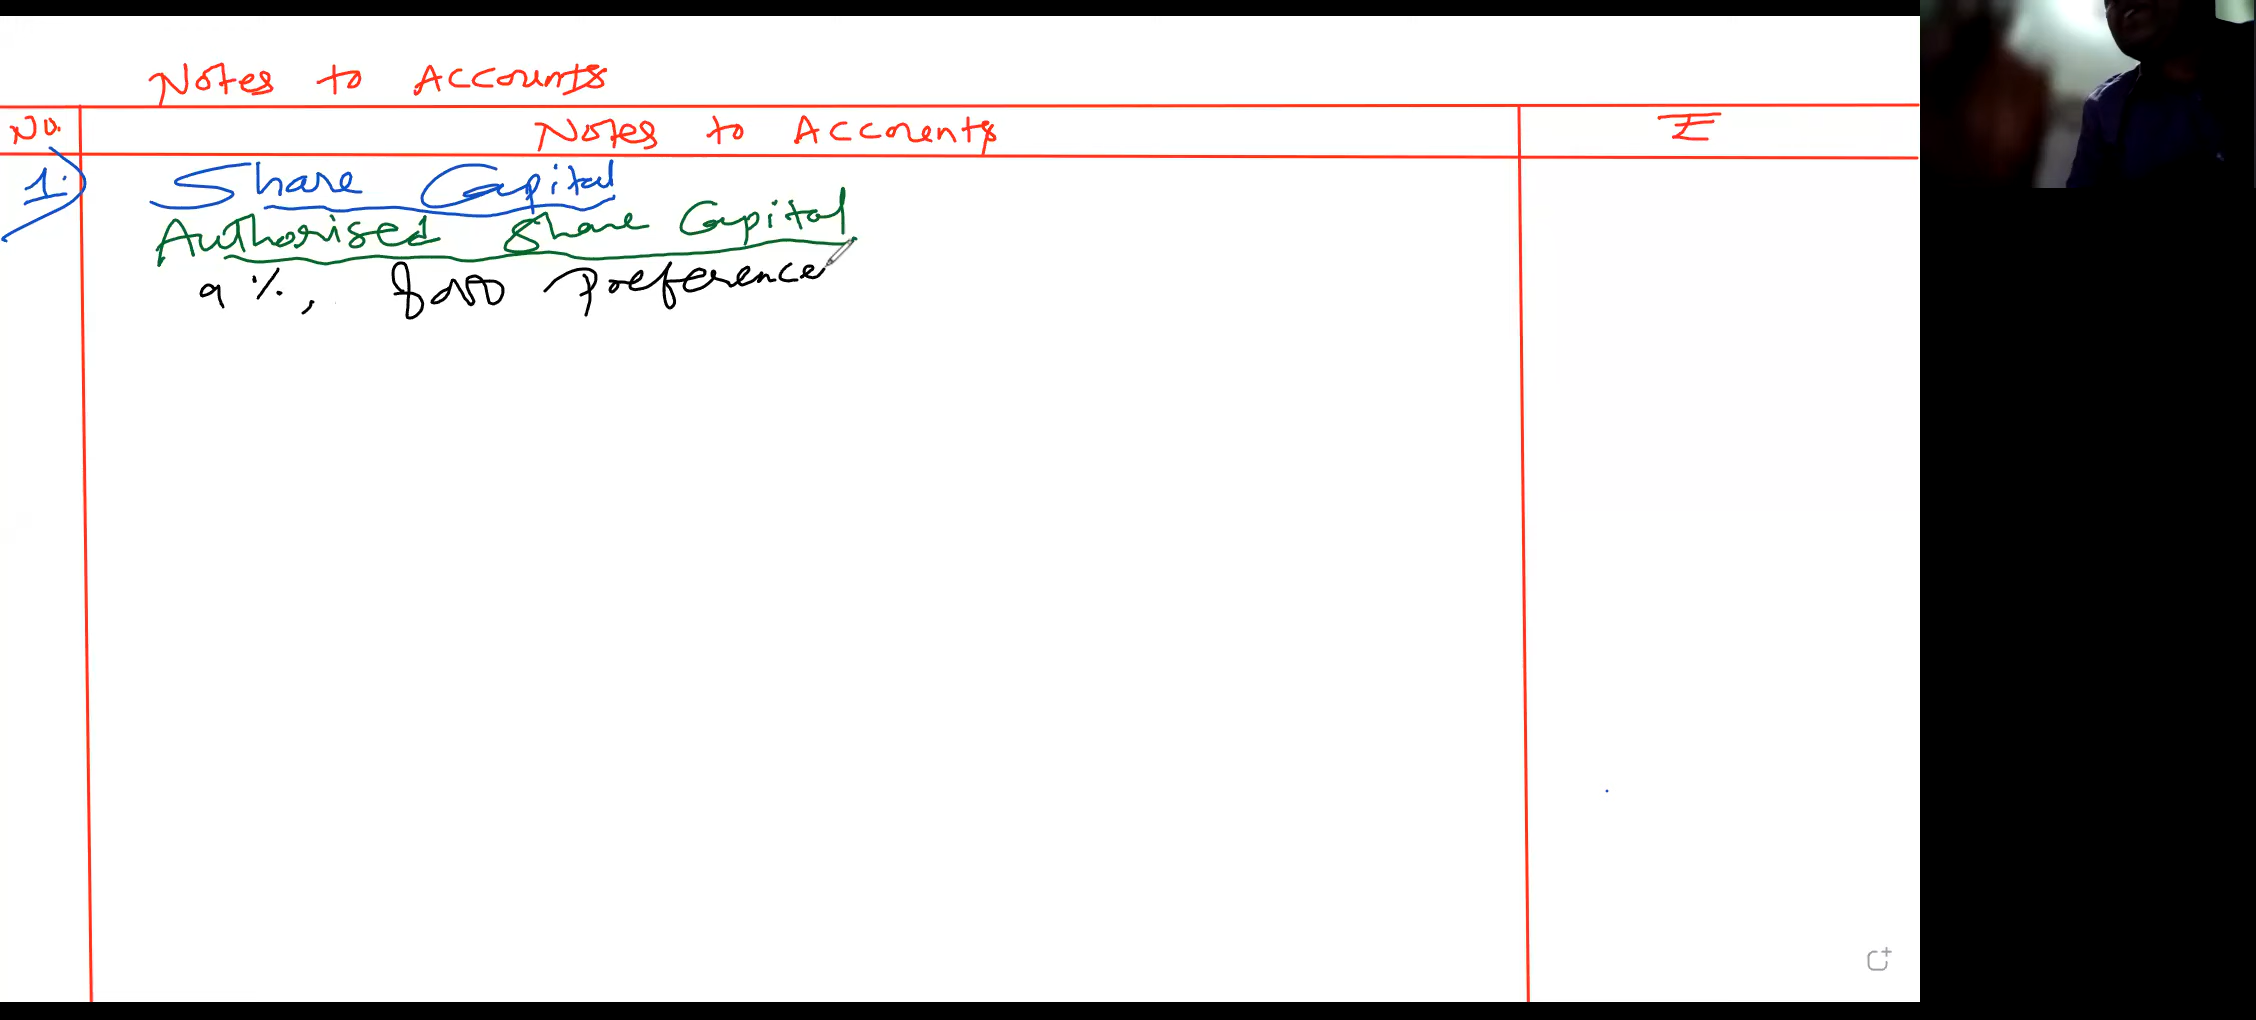 Notes to Accounts
No. Notes to Accounts ₹
1. Share Capital
Authorised Share Capital
9%, 8000 Preference